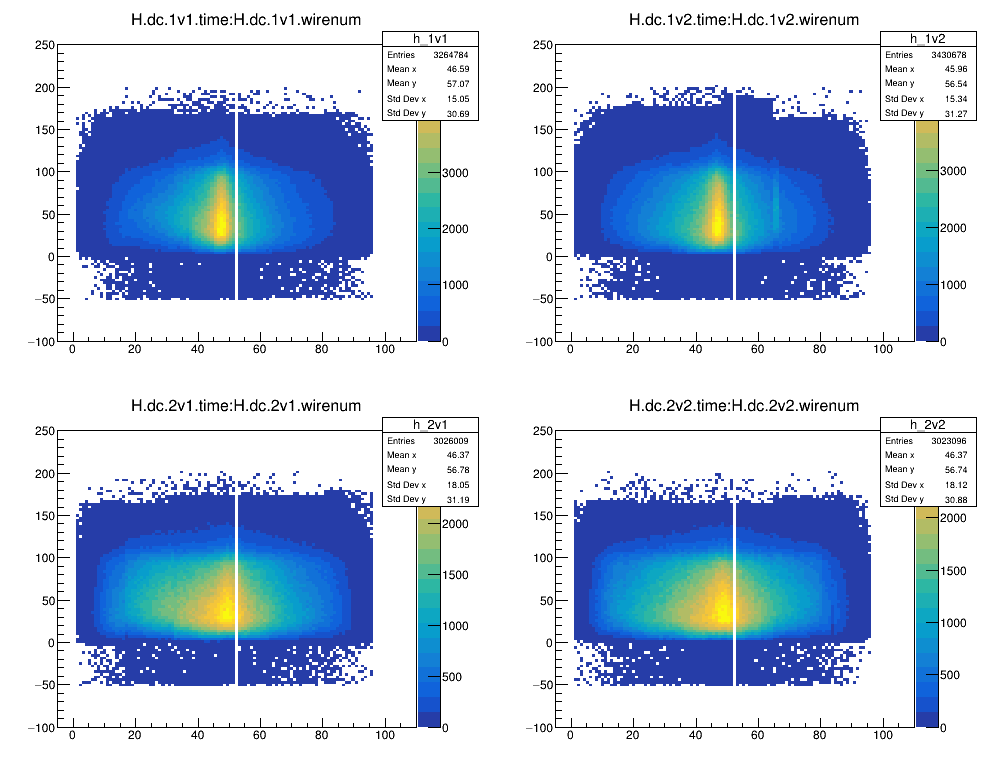 H.dc.1v1.time:H.dc.1v1.wirenum
h_1v1
Entries 3264784
Mean x 46.59
Mean y 57.07
Std Dev x 15.05
Std Dev y 30.69
250
200
150
100
50
0
−50
−100
0 20 40 60 80 100
3000
2000
1000
0
H.dc.1v2.time:H.dc.1v2.wirenum
h_1v2
Entries 3430678
Mean x 45.96
Mean y 56.54
Std Dev x 15.34
Std Dev y 31.27
250
200
150
100
50
0
−50
−100
0 20 40 60 80 100
3000
2000
1000
0
H.dc.2v1.time:H.dc.2v1.wirenum
h_2v1
Entries 3026009
Mean x 46.37
Mean y 56.78
Std Dev x 18.05
Std Dev y 31.19
250
200
150
100
50
0
−50
−100
0 20 40 60 80 100
2000
1500
1000
500
0
H.dc.2v2.time:H.dc.2v2.wirenum
h_2v2
Entries 3023096
Mean x 46.37
Mean y 56.74
Std Dev x 18.12
Std Dev y 30.88
250
200
150
100
50
0
−50
−100
0 20 40 60 80 100
2000
1500
1000
500
0